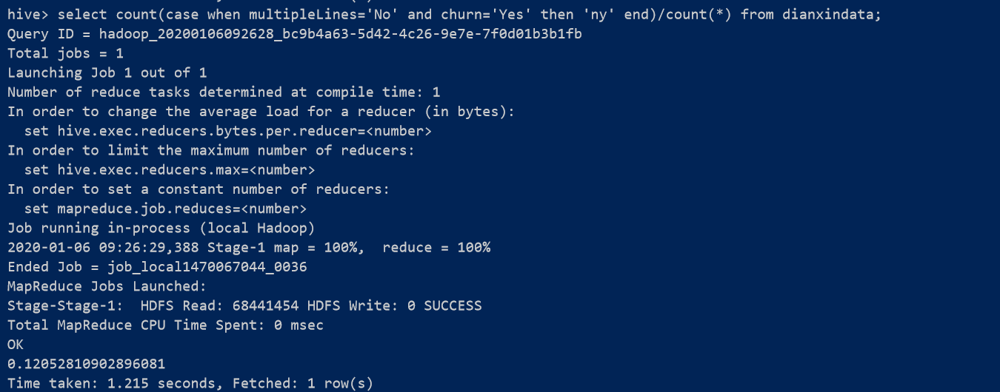 hive> select count(case when multipleLines='No' and churn='Yes' then 'ny' end)/count(*) from dianxindata;
Query ID = hadoop_20200106092628_bc9b4a63-5d42-4c26-9e7e-7f0d01b3b1fb
Total jobs = 1
Launching Job 1 out of 1
Number of reduce tasks determined at compile time: 1
In order to change the average load for a reducer (in bytes):
  set hive.exec.reducers.bytes.per.reducer=<number>
In order to limit the maximum number of reducers:
  set hive.exec.reducers.max=<number>
In order to set a constant number of reducers:
  set mapreduce.job.reduces=<number>
Job running in-process (local Hadoop)
2020-01-06 09:26:29,388 Stage-1 map = 100%,  reduce = 100%
Ended Job = job_local1470067044_0036
MapReduce Jobs Launched:
Stage-Stage-1:  HDFS Read: 68441454 HDFS Write: 0 SUCCESS
Total MapReduce CPU Time Spent: 0 msec
OK
0.12052810902896081
Time taken: 1.215 seconds, Fetched: 1 row(s)